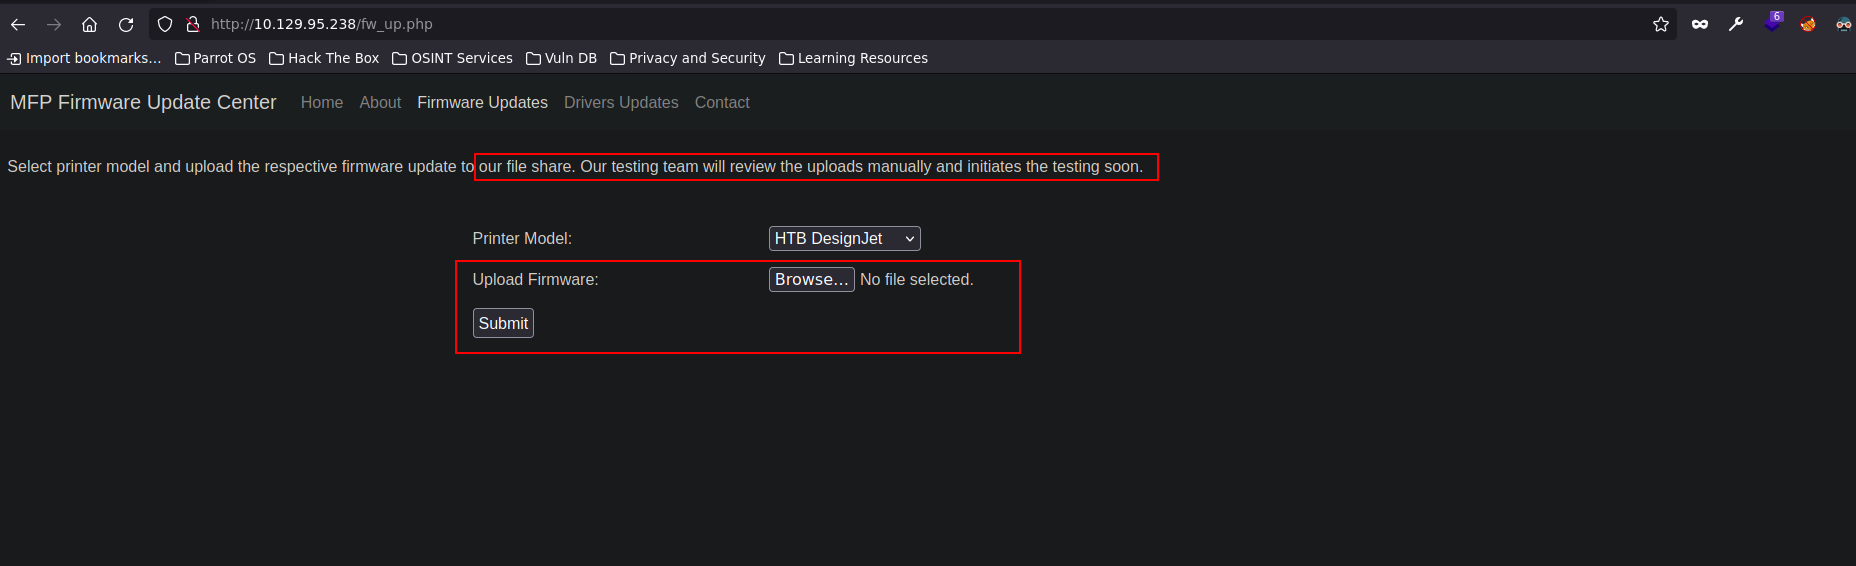 http://10.129.95.238/fw_up.php
6
Import bookmarks... Parrot OS Hack The Box OSINT Services Vuln DB Privacy and Security Learning Resources
MFP Firmware Update Center Home About Firmware Updates Drivers Updates Contact
Select printer model and upload the respective firmware update to our file share. Our testing team will review the uploads manually and initiates the testing soon.
Printer Model: HTB DesignJet
Upload Firmware: Browse... No file selected.
Submit